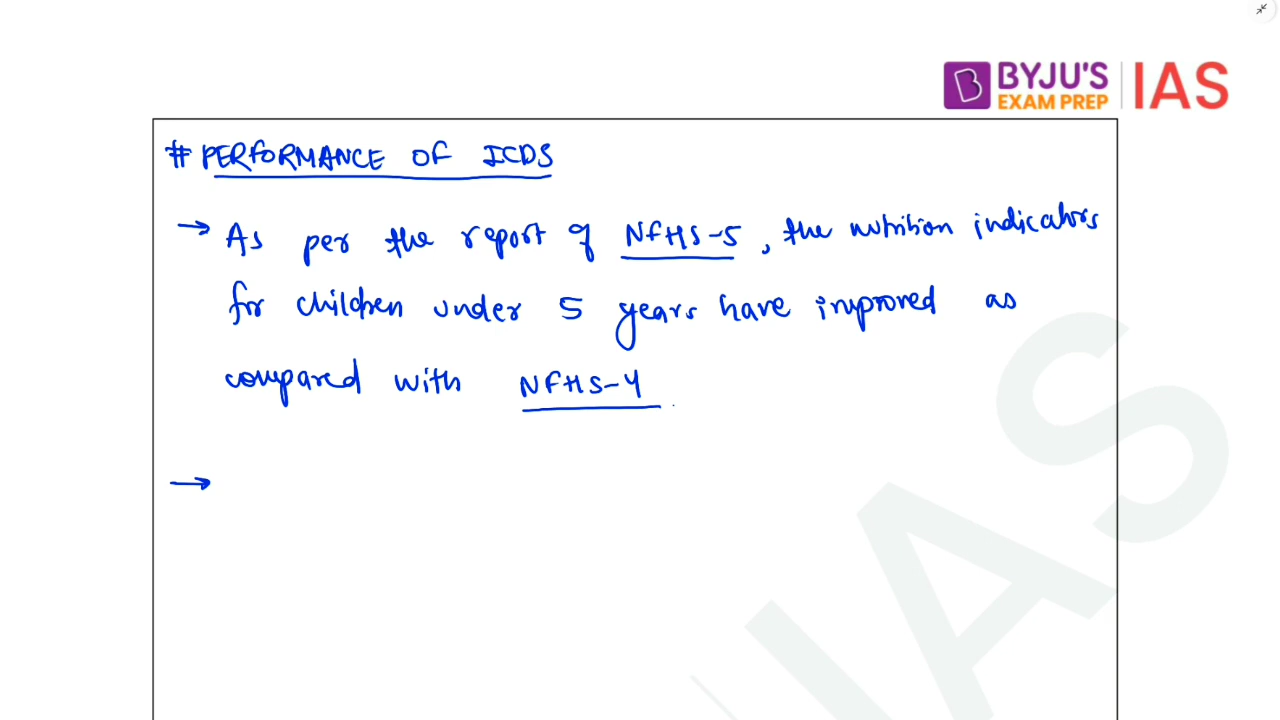 BYJU'S
EXAM PREP
IAS
# PERFORMANCE OF ICDS
→ As per the report of NFHS-5, the nutrition indicators
for children under 5 years have improved as
compared with NFHS-4
→
IAS